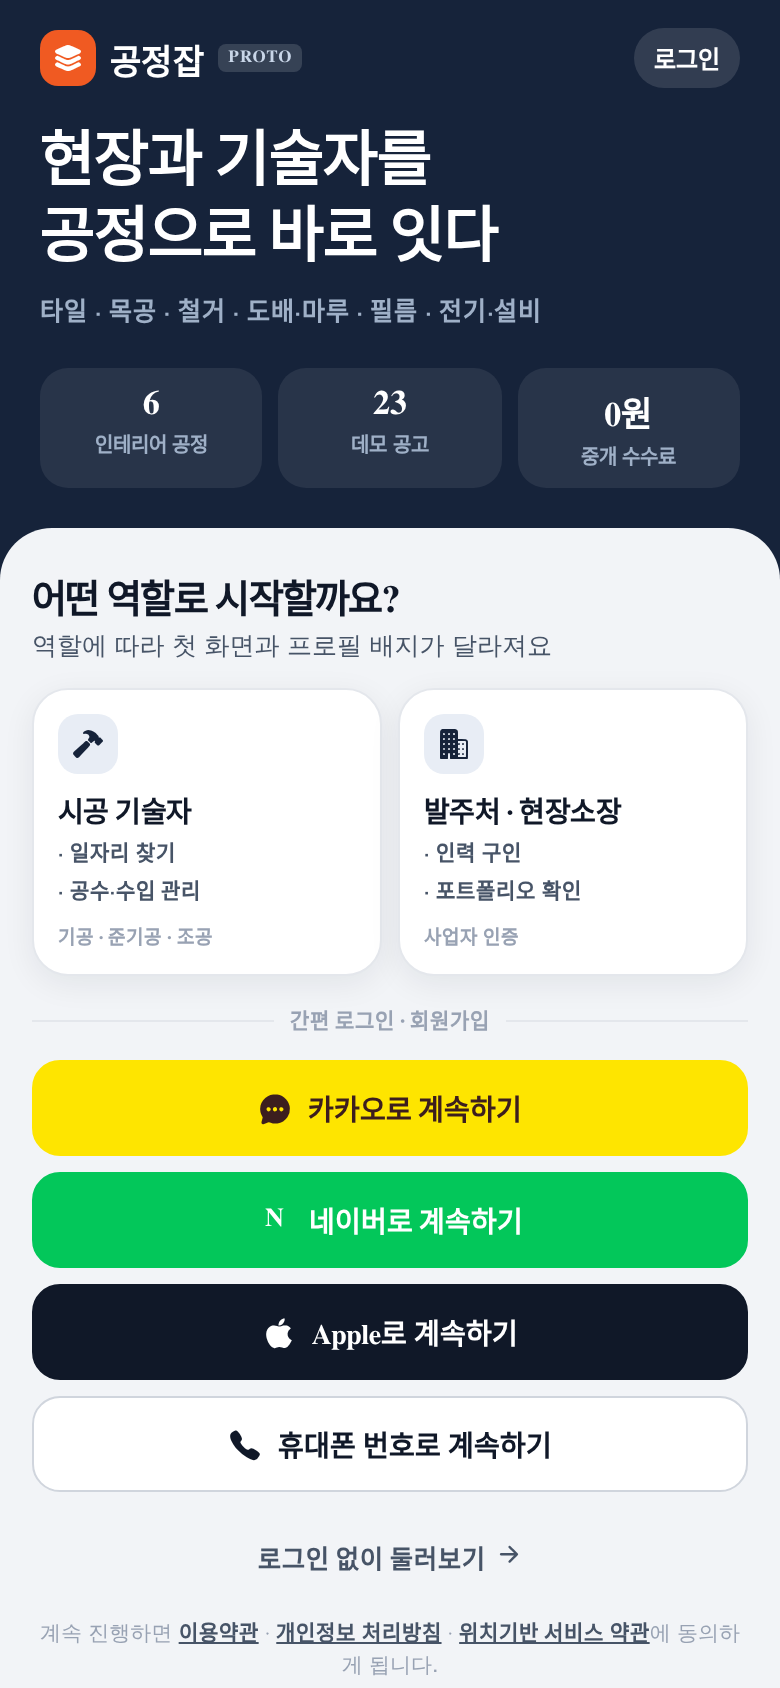 공정잡 PROTO 로그인
현장과 기술자를
공정으로 바로 잇다
타일 · 목공 · 철거 · 도배·마루 · 필름 · 전기·설비
6 23 0원
인테리어 공정 데모 공고 중개 수수료
어떤 역할로 시작할까요?
역할에 따라 첫 화면과 프로필 배지가 달라져요
시공 기술자
· 일자리 찾기
· 공수·수입 관리
기공 · 준기공 · 조공
발주처 · 현장소장
· 인력 구인
· 포트폴리오 확인
사업자 인증
간편 로그인 · 회원가입
카카오로 계속하기
N 네이버로 계속하기
Apple로 계속하기
휴대폰 번호로 계속하기
로그인 없이 둘러보기 →
계속 진행하면 이용약관 · 개인정보 처리방침 · 위치기반 서비스 약관에 동의하
게 됩니다.